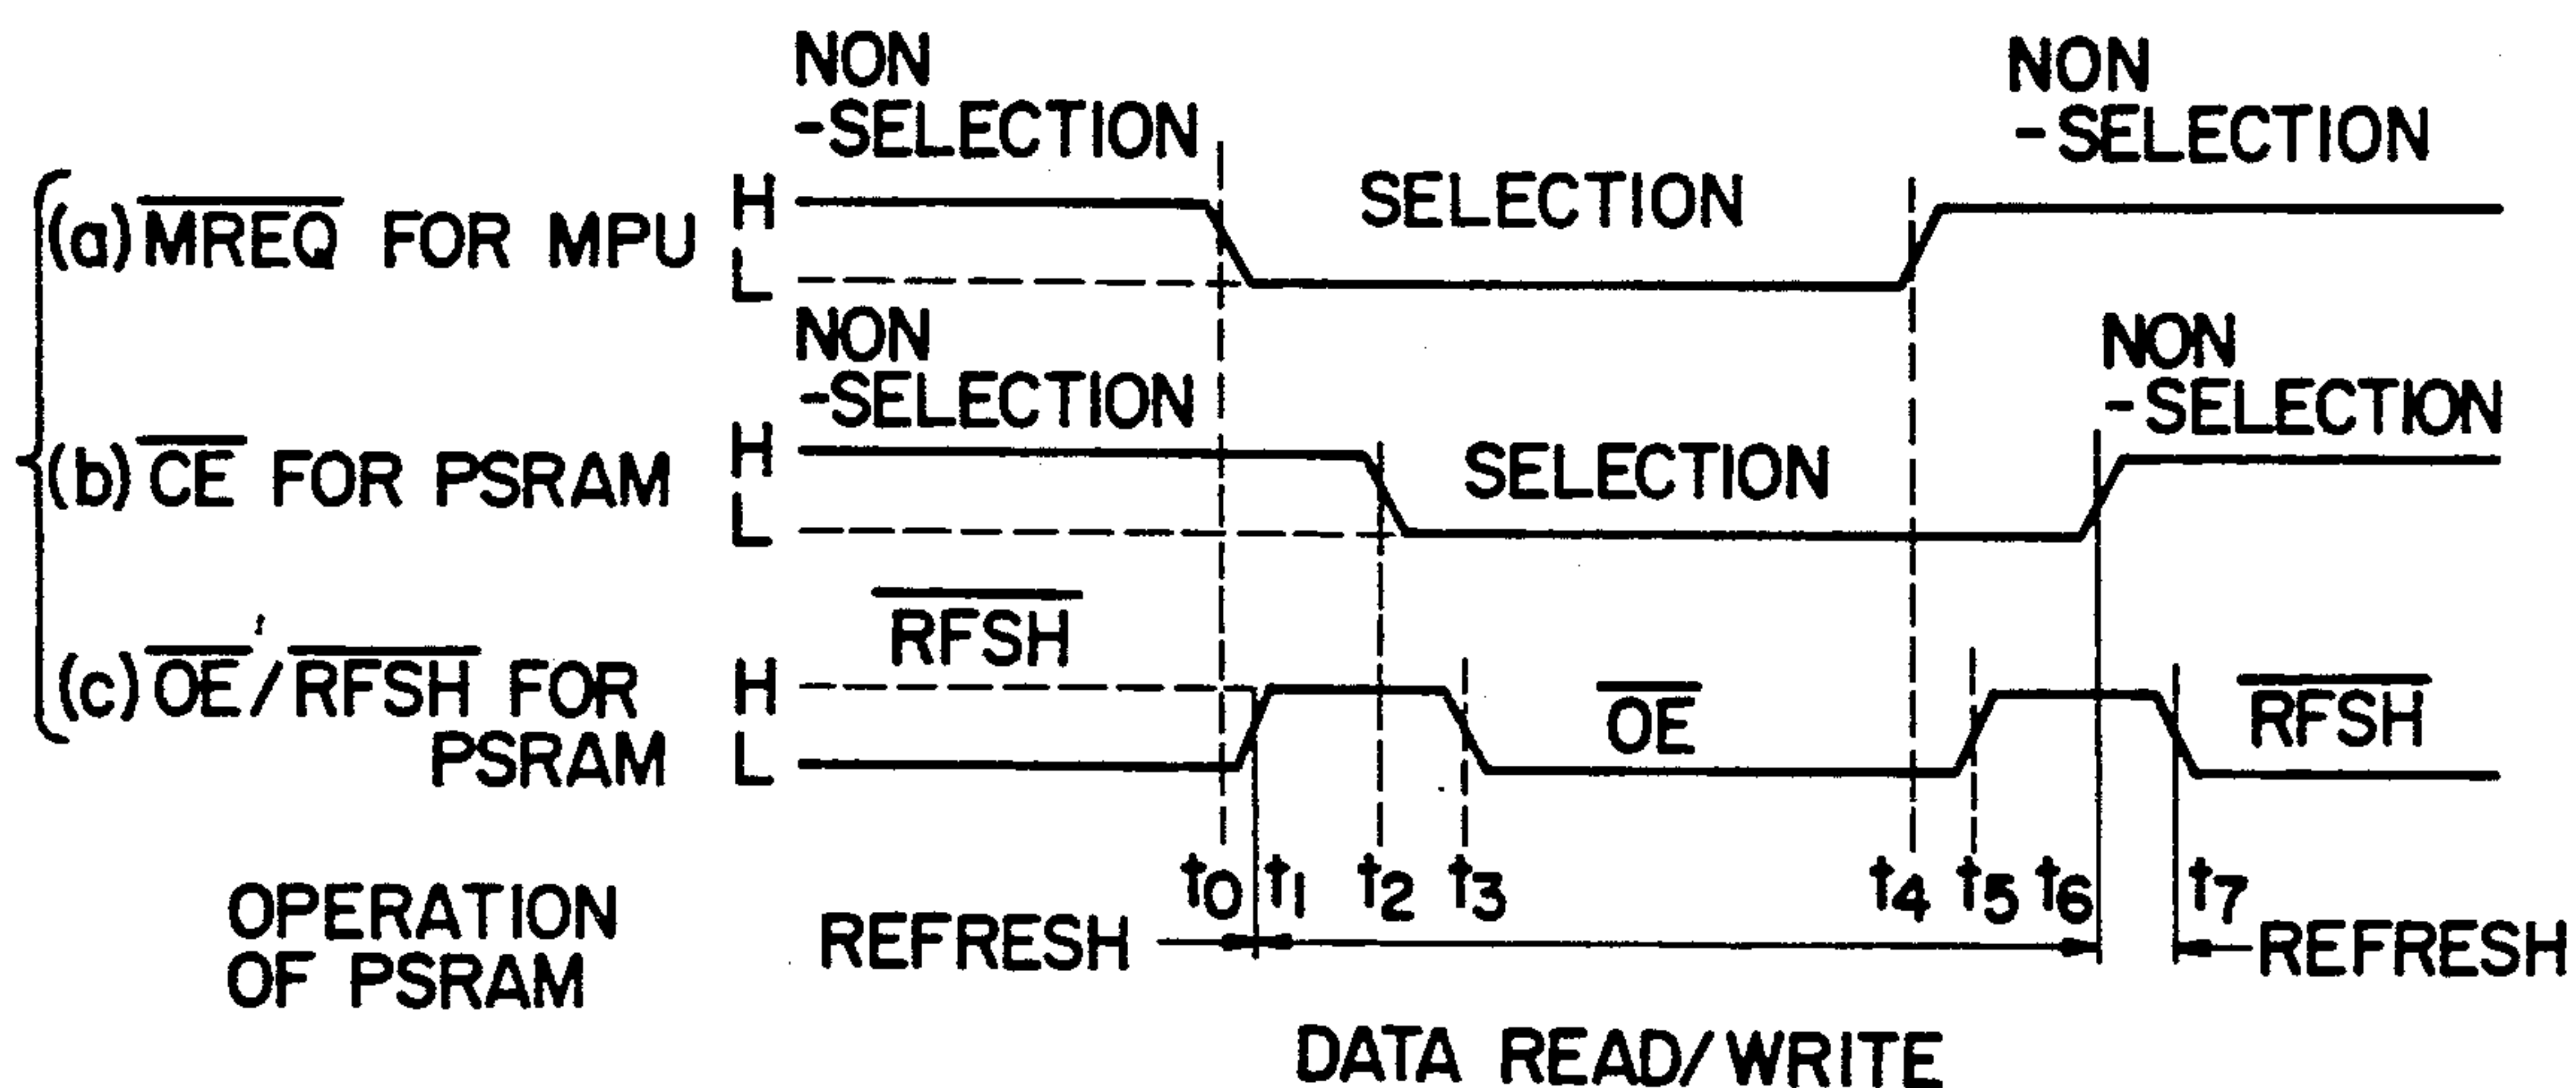 NON
-SELECTION
NON
-SELECTION
(a) MREQ FOR MPU
H
L
SELECTION
NON
-SELECTION
NON
-SELECTION
(b) CE FOR PSRAM
H
L
SELECTION
RFSH
(c) OE/RFSH FOR
PSRAM
H
L
OE
RFSH
t0 t1 t2 t3 t4 t5 t6 t7
OPERATION
OF PSRAM
REFRESH
REFRESH
DATA READ/WRITE